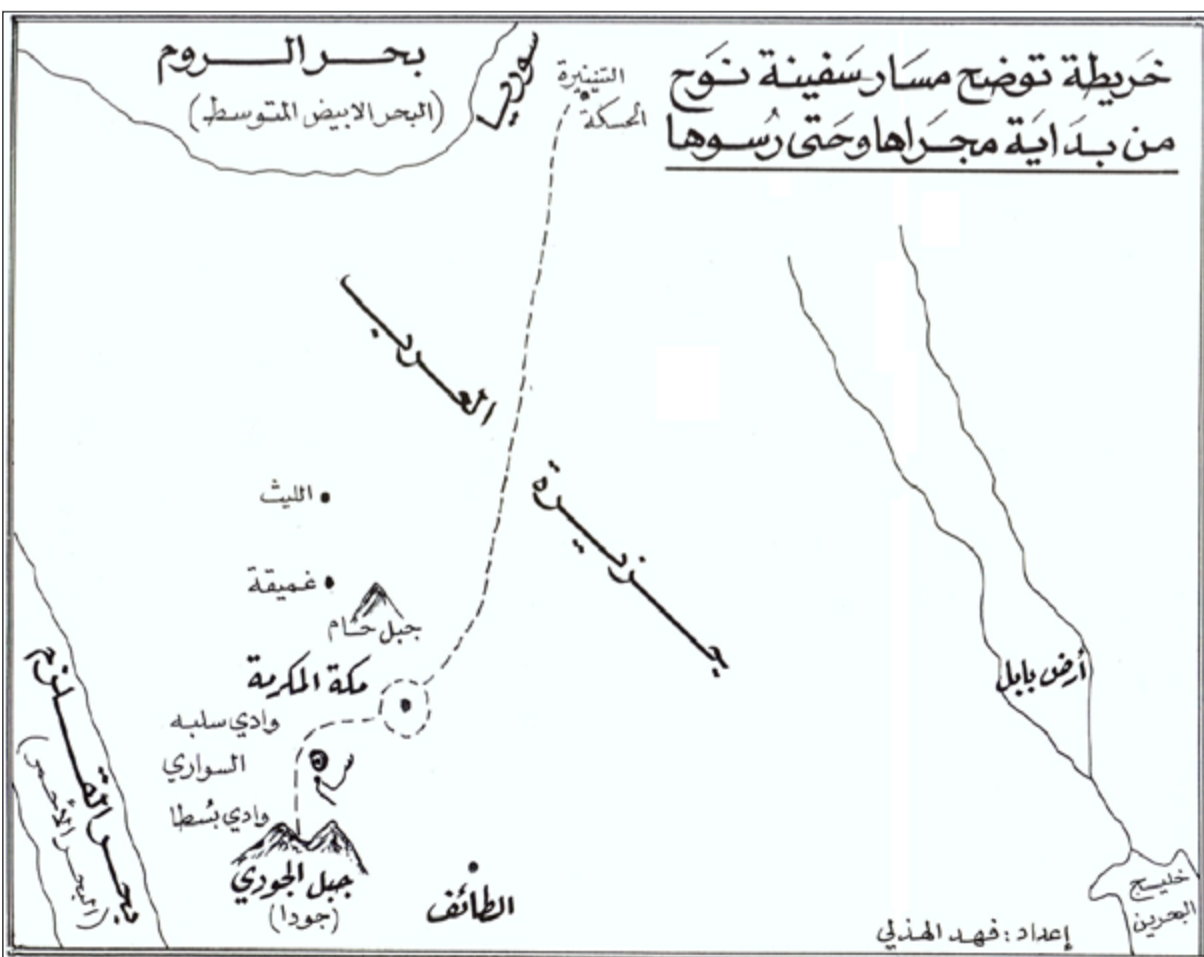 خريطة توضح مسار سفينة نوح
من بداية مجراها وحتى رسوها
بحر الروم
(البحر الابيض المتوسط)
سوريا
التنينيرة
الحسكة
جزيرة
العرب
الليث
غميقة
جبل حثام
مكة المكرمة
وادي سلبه
السواري
وادي بسطا
جبل الجودي
(جودا)
الطائف
بحر القلزم
(البحر الأحمر)
أرض بابل
خليج
البحرين
إعداد: فهد الهذلي